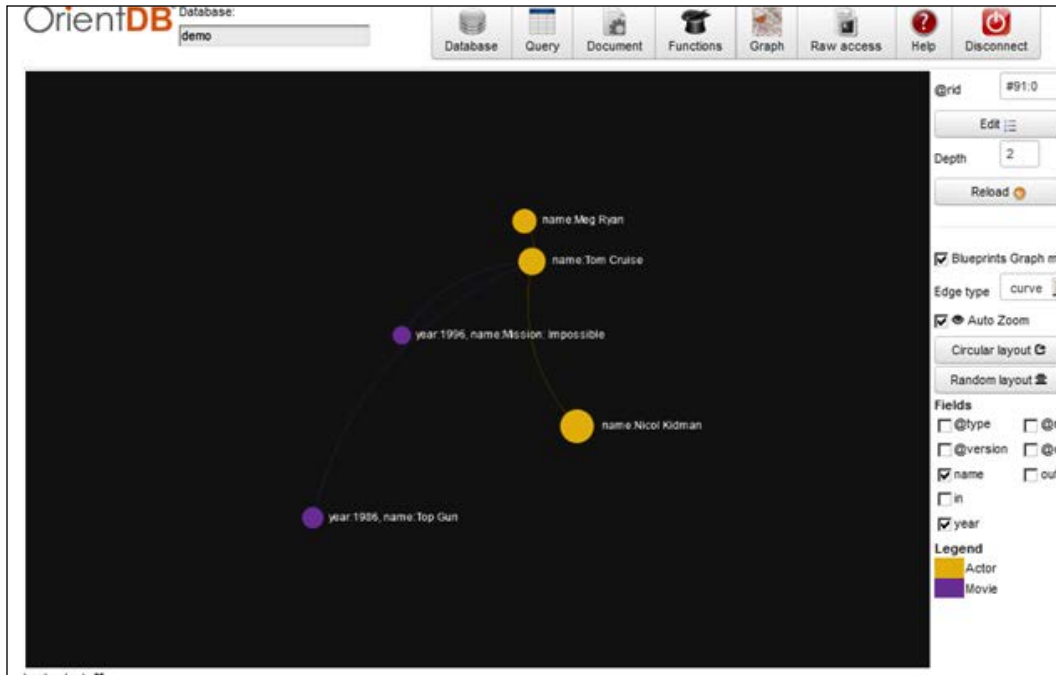 OrientDB
Database:
demo
Database Query Document Functions Graph Raw access Help Disconnect
@rid #91:0
Edit
Depth 2
Reload
name:Meg Ryan
name:Tom Cruise
Blueprints Graph m
Edge type curve
Auto Zoom
year:1996, name:Mission: Impossible
Circular layout
Random layout
Fields
@type
name:Nicol Kidman
@version
name out
in
year:1986, name:Top Gun
year
Legend
Actor
Movie